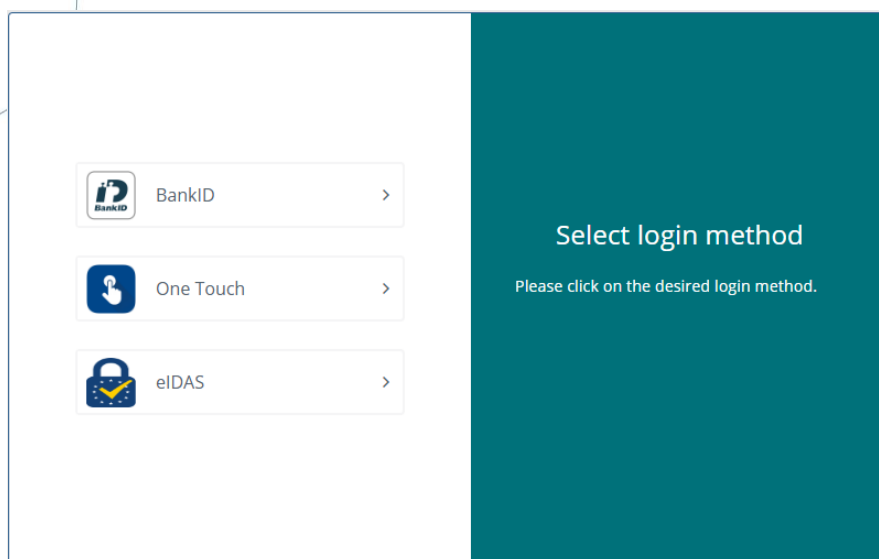 BankID
BankID
One Touch
eIDAS
Select login method
Please click on the desired login method.